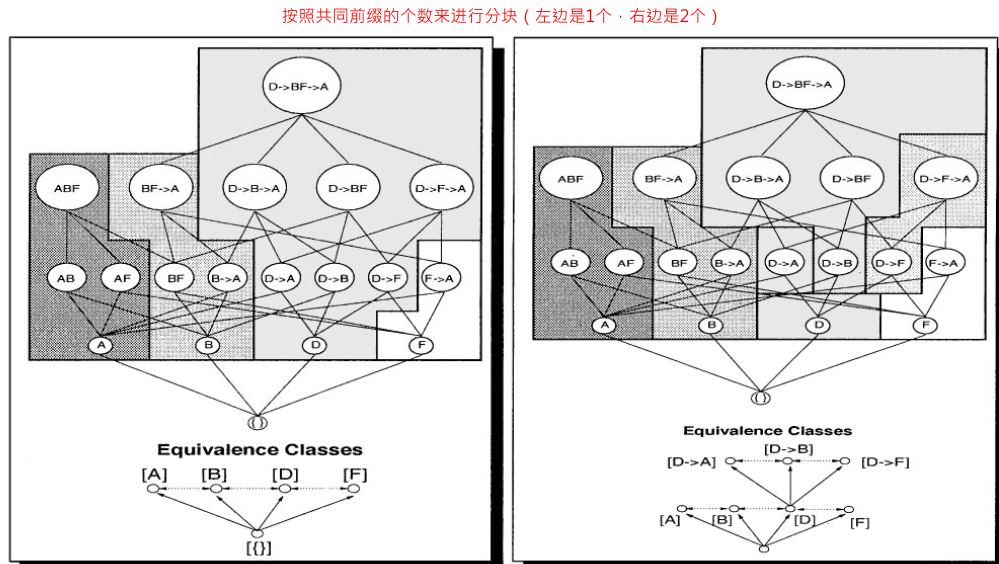 按照共同前缀的个数来进行分块（左边是1个，右边是2个）
D->BF->A
ABF BF->A D->B->A D->BF D->F->A
AB AF BF B->A D->A D->B D->F F->A
A B D F
{ }
Equivalence Classes
[A] [B] [D] [F]
[{}]
D->BF->A
ABF BF->A D->B->A D->BF D->F->A
AB AF BF B->A D->A D->B D->F F->A
A B D F
{ }
Equivalence Classes
[D->B]
[D->A] [D->F]
[A] [B] [D] [F]